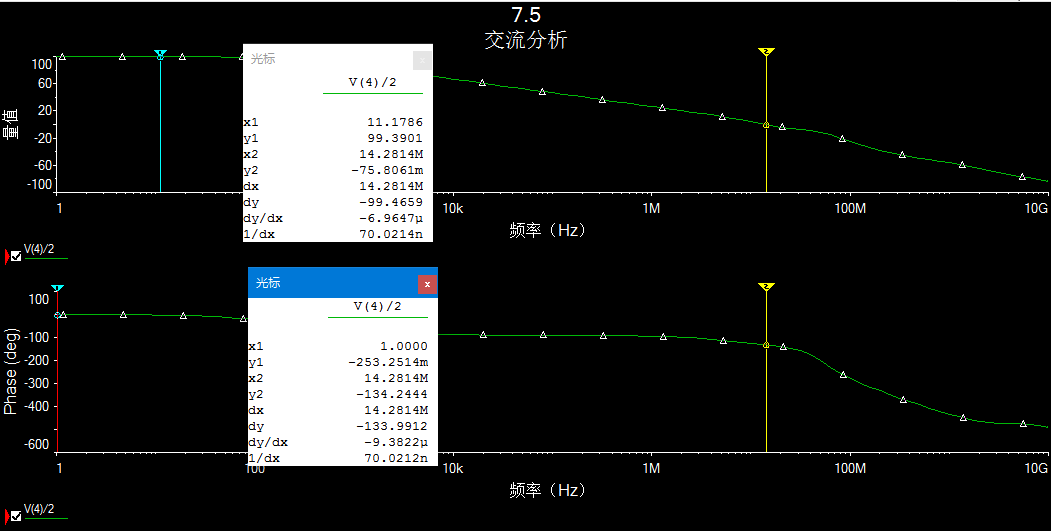 7.5
交流分析
光标
x
V(4)/2
x1 11.1786
y1 99.3901
x2 14.2814M
y2 -75.8061m
dx 14.2814M
dy -99.4659
dy/dx -6.9647µ
1/dx 70.0214n
100
60
20
-20
-60
-100
量值
1 10k 1M 100M 10G
频率（Hz）
V(4)/2
光标
x
V(4)/2
x1 1.0000
y1 -253.2514m
x2 14.2814M
y2 -134.2444
dx 14.2814M
dy -133.9912
dy/dx -9.3822µ
1/dx 70.0212n
100
-100
-200
-300
-400
-600
Phase (deg)
1 100 10k 1M 100M 10G
频率（Hz）
V(4)/2